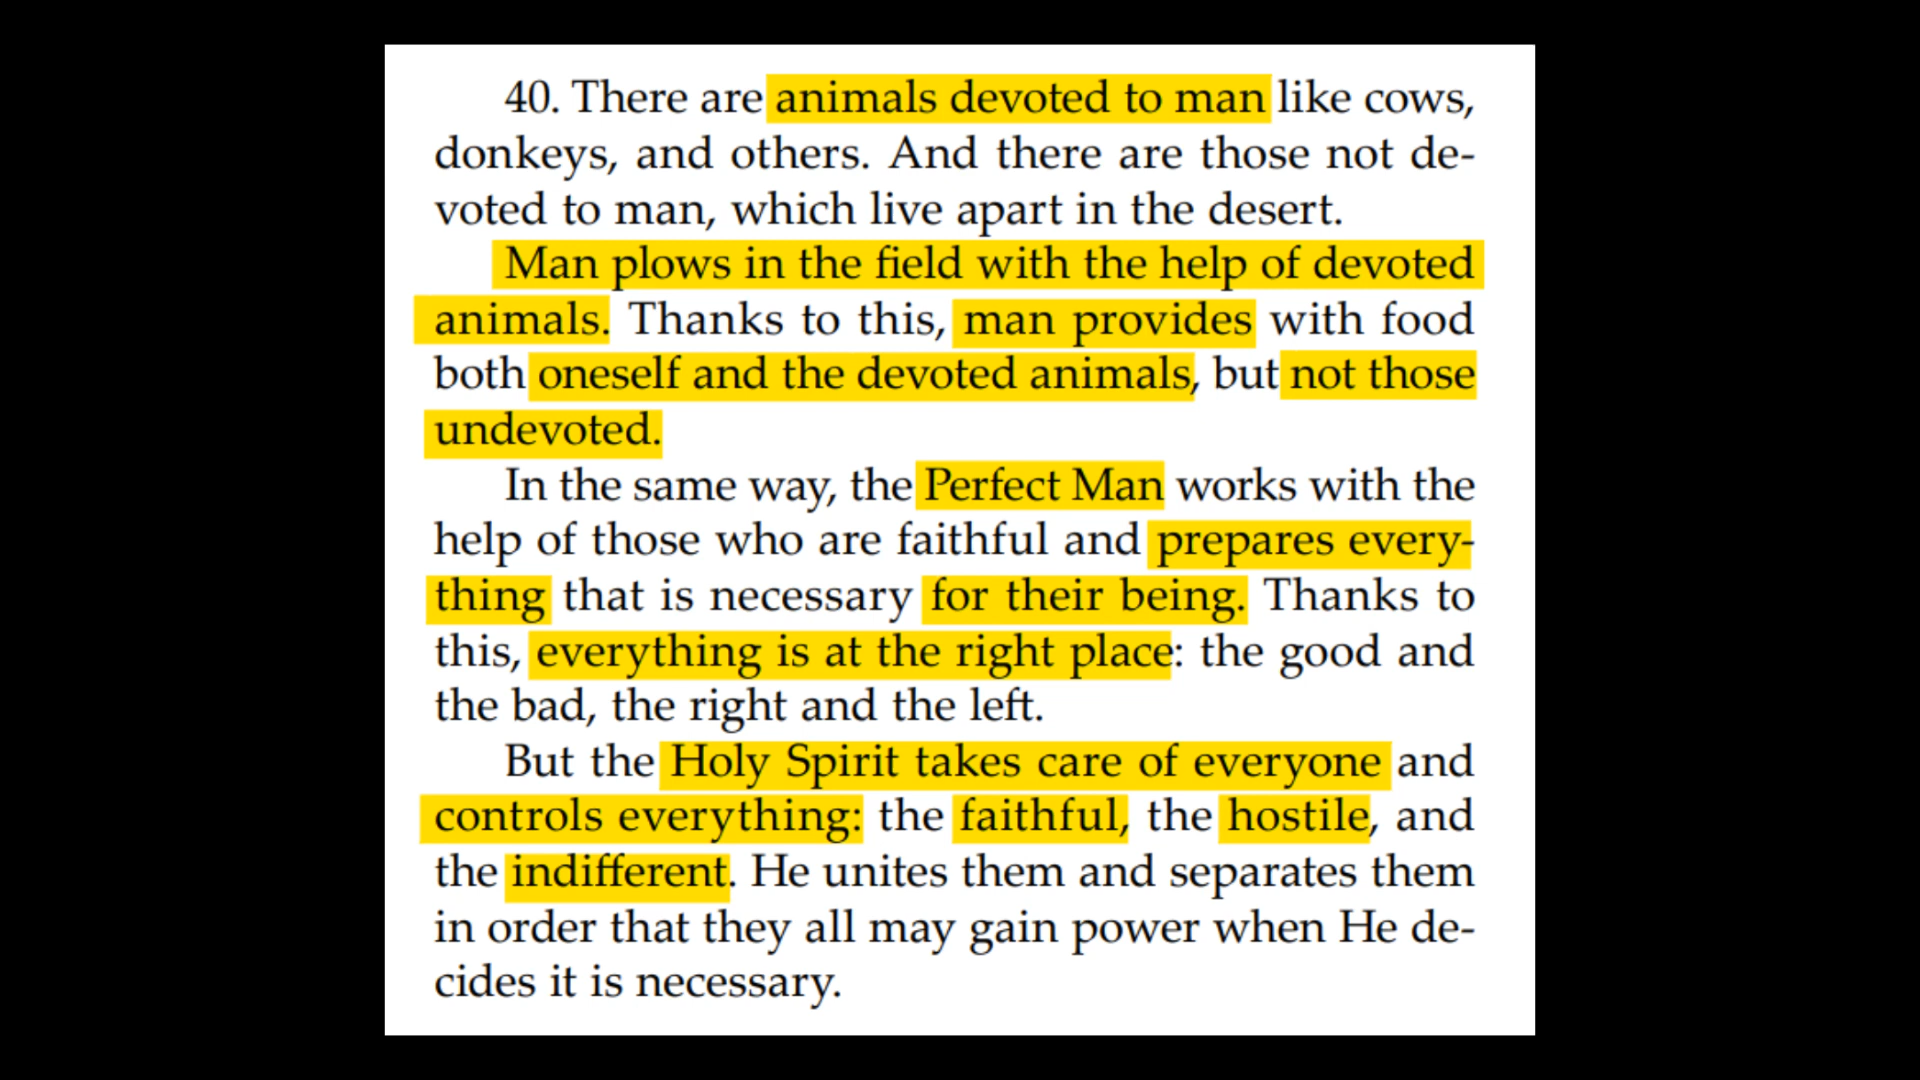 40. There are animals devoted to man like cows,
donkeys, and others. And there are those not de-
voted to man, which live apart in the desert.
Man plows in the field with the help of devoted
animals. Thanks to this, man provides with food
both oneself and the devoted animals, but not those
undevoted.
In the same way, the Perfect Man works with the
help of those who are faithful and prepares every-
thing that is necessary for their being. Thanks to
this, everything is at the right place: the good and
the bad, the right and the left.
But the Holy Spirit takes care of everyone and
controls everything: the faithful, the hostile, and
the indifferent. He unites them and separates them
in order that they all may gain power when He de-
cides it is necessary.